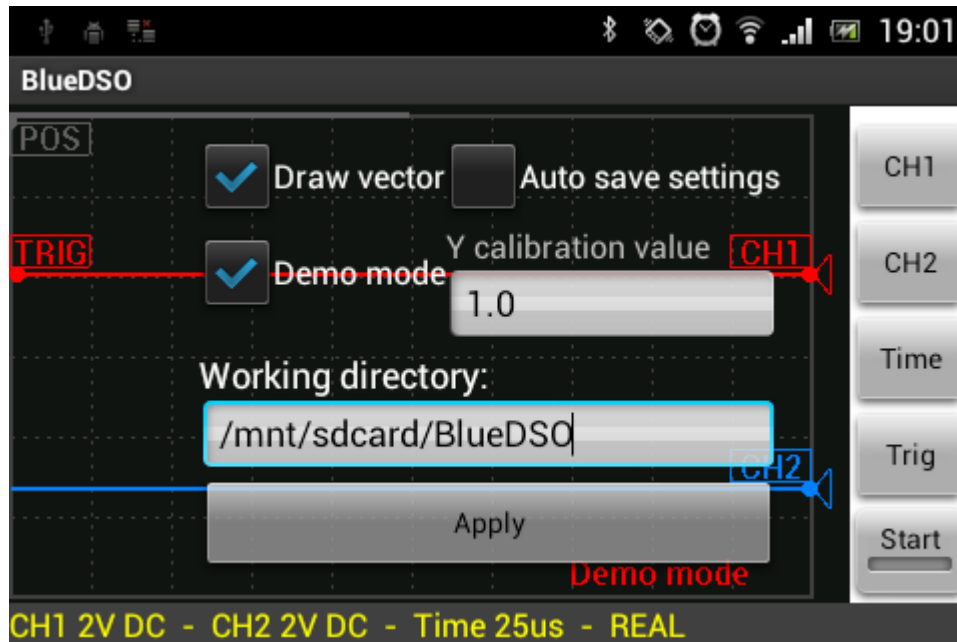 19:01
BlueDSO
POS
Draw vector
Auto save settings
CH1
TRIG
Demo mode
Y calibration value
CH1
1.0
CH2
Working directory:
Time
/mnt/sdcard/BlueDSO
CH2
Trig
Apply
Start
Demo mode
CH1 2V DC - CH2 2V DC - Time 25us - REAL